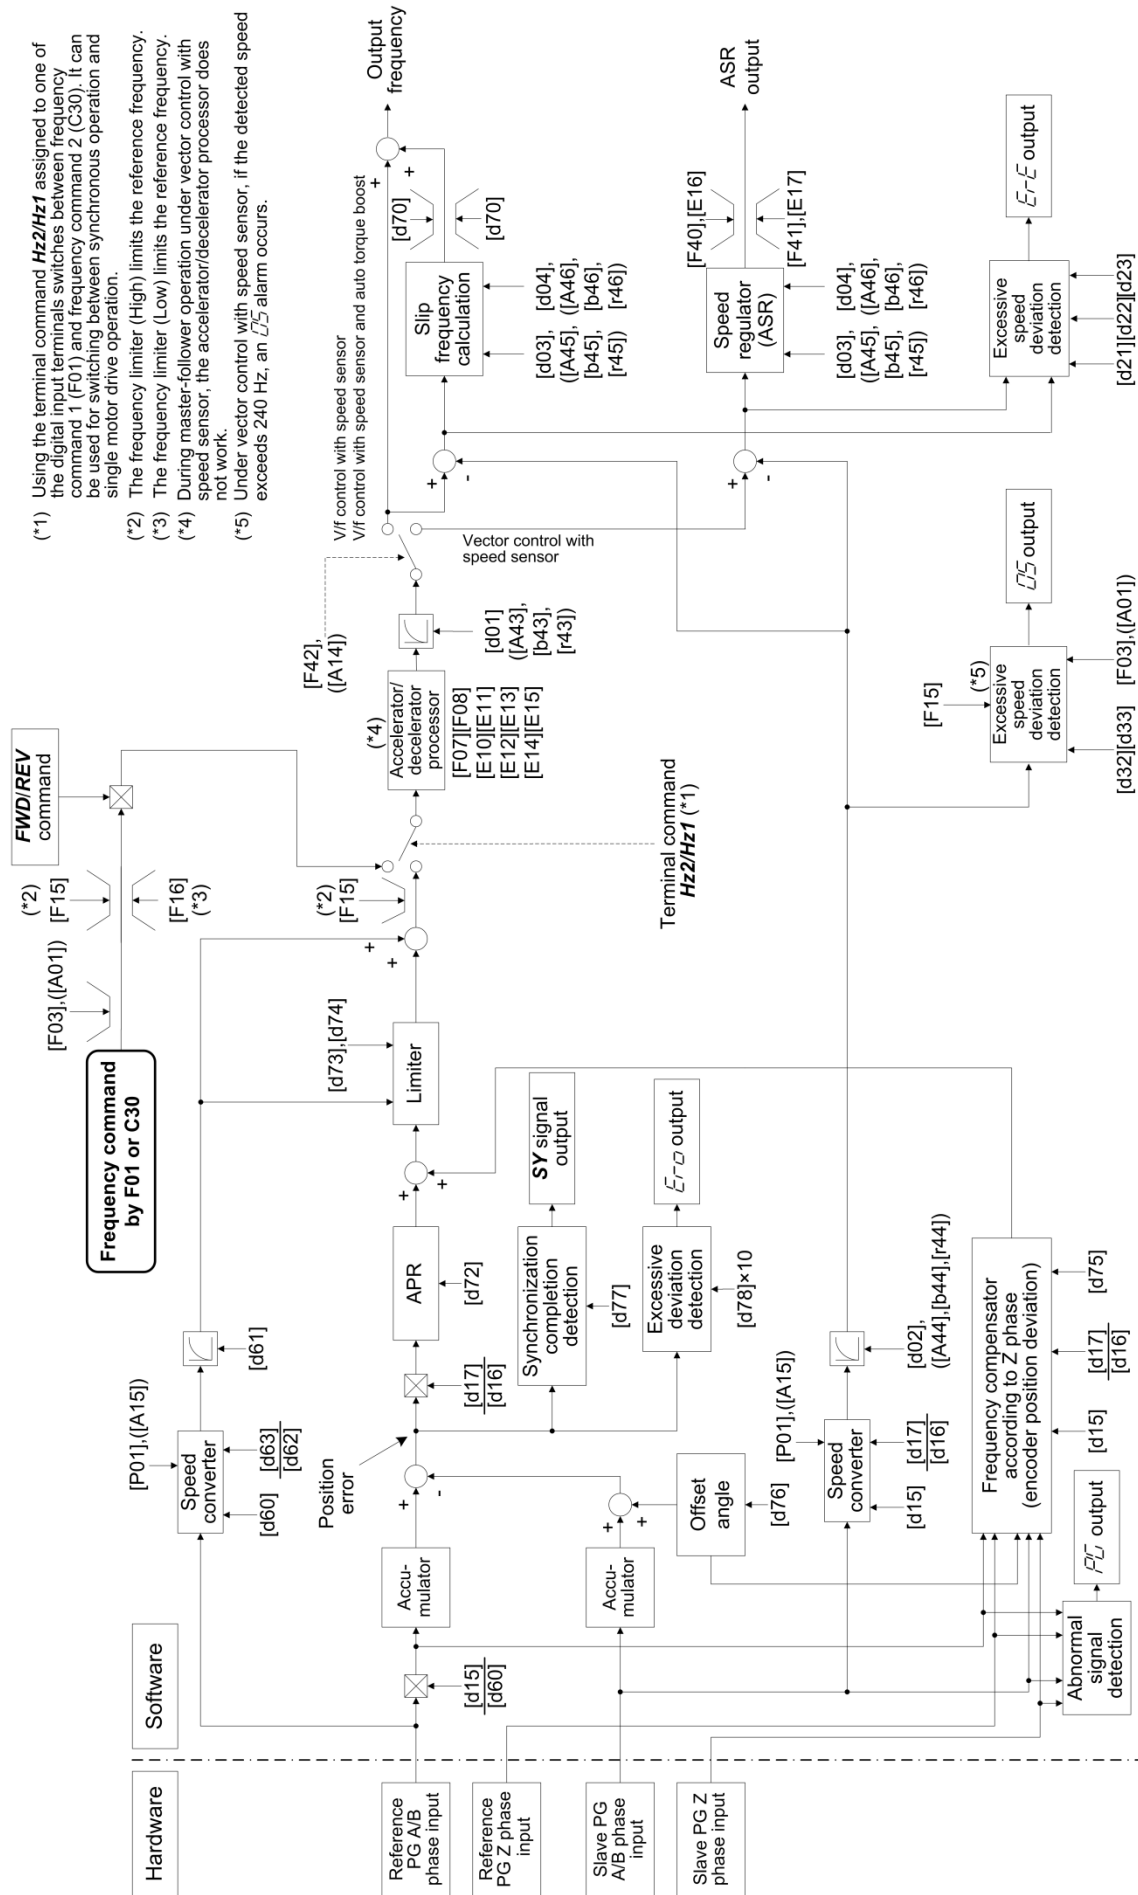 (*1) Using the terminal command Hz2/Hz1 assigned to one of
the digital input terminals switches between frequency
command 1 (F01) and frequency command 2 (C30). It can
be used for switching between synchronous operation and
single motor drive operation.
(*2) The frequency limiter (High) limits the reference frequency.
(*3) The frequency limiter (Low) limits the reference frequency.
(*4) During master-follower operation under vector control with
speed sensor, the accelerator/decelerator processor does
not work.
(*5) Under vector control with speed sensor, if the detected speed
exceeds 240 Hz, an OS alarm occurs.
Hardware
Software
Reference
PG A/B
phase input
Reference
PG Z phase
input
Slave PG
A/B phase
input
Slave PG Z
phase input
Frequency command
by F01 or C30
[F03],([A01])
(*2)
[F15]
[F16]
(*3)
FWD/REV
command
[P01],([A15])
Speed
converter
[d60]
[d63]
[d62]
[d61]
[d15]
[d60]
Accu-
mulator
+
-
Position
error
[d17]
[d16]
APR
[d72]
+
+
Limiter
[d73],[d74]
+
+
(*2)
[F15]
Terminal command
Hz2/Hz1 (*1)
(*4)
Accelerator/
decelerator
processor
[F07][F08]
[E10][E11]
[E12][E13]
[E14][E15]
[d01]
([A43],
[b43],
[r43])
[F42],
([A14])
V/f control with speed sensor
V/f control with speed sensor and auto torque boost
Vector control with
speed sensor
+
-
Slip
frequency
calculation
[d03],
([A45],
[b45],
[r45])
[d04],
([A46],
[b46],
[r46])
[d70]
[d70]
+
+
Output
frequency
+
-
Speed
regulator
(ASR)
[d03],
([A45],
[b45],
[r45])
[d04],
([A46],
[b46],
[r46])
[F40],[E16]
[F41],[E17]
ASR
output
Excessive
speed
deviation
detection
[d21][d22][d23]
ErE output
Synchronization
completion
detection
[d77]
SY signal
output
Excessive
deviation
detection
[d78]×10
Ero output
Accu-
mulator
+
+
Offset
angle
[d76]
[P01],([A15])
Speed
converter
[d15]
[d17]
[d16]
[d02],
([A44],[b44],[r44])
[F15]
(*5)
Excessive
speed
deviation
detection
[d32][d33]
[F03],([A01])
OS output
Frequency compensator
according to Z phase
(encoder position deviation)
[d15]
[d17]
[d16]
[d75]
Abnormal
signal
detection
PG output